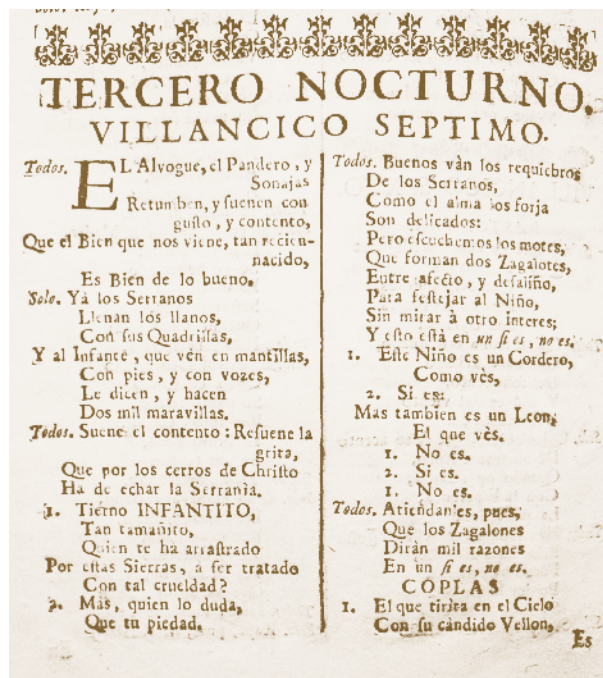 TERCERO NOCTURNO.
VILLANCICO SEPTIMO.
Todos. EL Alvogue, el Pandero, y
Sonajas
Retumben, y ſuenen con
guſto, y contento,
Que el Bien que nos viene, tan recien-
nacido,
Es Bien de lo bueno.
Solo. Yà los Serranos
Llenan lós llanos,
Con ſus Quadrillas,
Y al Infante, que vén en mantillas,
Con pies, y con vozes,
Le dicen, y hacen
Dos mil maravillas.
Todos. Suene el contento: Reſuene la
grita,
Que por los cerros de Chriſto
Ha de echar la Serranìa.
1. Tierno INFANTITO,
Tan tamañito,
Quien te ha arraſtrado
Por eſtas Sierras, a ſer tratado
Con tal crueldad?
2. Mas, quien lo duda,
Que tu piedad.
Todos. Buenos vàn los requiebros
De los Serranos,
Como el alma los forja
Son delicados:
Pero eſcuchemos los motes,
Que forman dos Zagalotes,
Entre afecto, y deſaliño,
Para feſtejar al Niño,
Sin mirar à otro interes;
Y eſto eſtà en un ſi es, no es.
1. Eſte Niño es un Cordero,
Como vès,
2. Si es:
Mas tambien es un Leon,
El que vès.
1. No es.
2. Si es.
1. No es.
Todos. Atiendanles, pues,
Que los Zagalones
Diràn mil razones
En un ſi es, no es.
COPLAS
1. El que tirita en el Cielo
Con ſu càndido Vellon,
Es